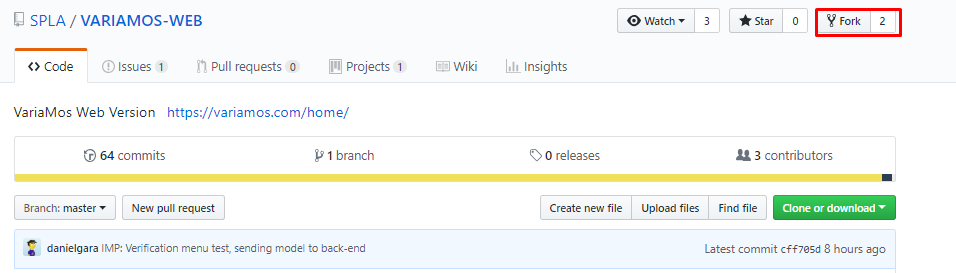 SPLA / VARIAMOS-WEB Watch 3 Star 0 Fork 2
Code Issues 1 Pull requests 0 Projects 1 Wiki Insights
VariaMos Web Version https://variamos.com/home/
64 commits 1 branch 0 releases 3 contributors
Branch: master New pull request Create new file Upload files Find file Clone or download
danielgara IMP: Verification menu test, sending model to back-end Latest commit cff705d 8 hours ago